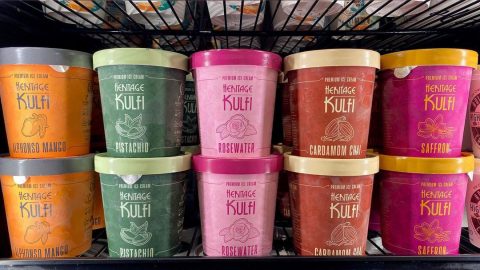 PREMIUM ICE CREAM
HERITAGE
KULFI
ALPHONSO MANGO
PREMIUM ICE CREAM
HERITAGE
KULFI
PISTACHIO
PREMIUM ICE CREAM
HERITAGE
KULFI
ROSEWATER
PREMIUM ICE CREAM
HERITAGE
KULFI
CARDAMOM CHAI
PREMIUM ICE CREAM
HERITAGE
KULFI
SAFFRON
PREMIUM ICE CREAM
HERITAGE
KULFI
ALPHONSO MANGO
PREMIUM ICE CREAM
HERITAGE
KULFI
PISTACHIO
PREMIUM ICE CREAM
HERITAGE
KULFI
ROSEWATER
PREMIUM ICE CREAM
HERITAGE
KULFI
CARDAMOM CHAI
PREMIUM ICE CREAM
HERITAGE
KULFI
SAFFRON